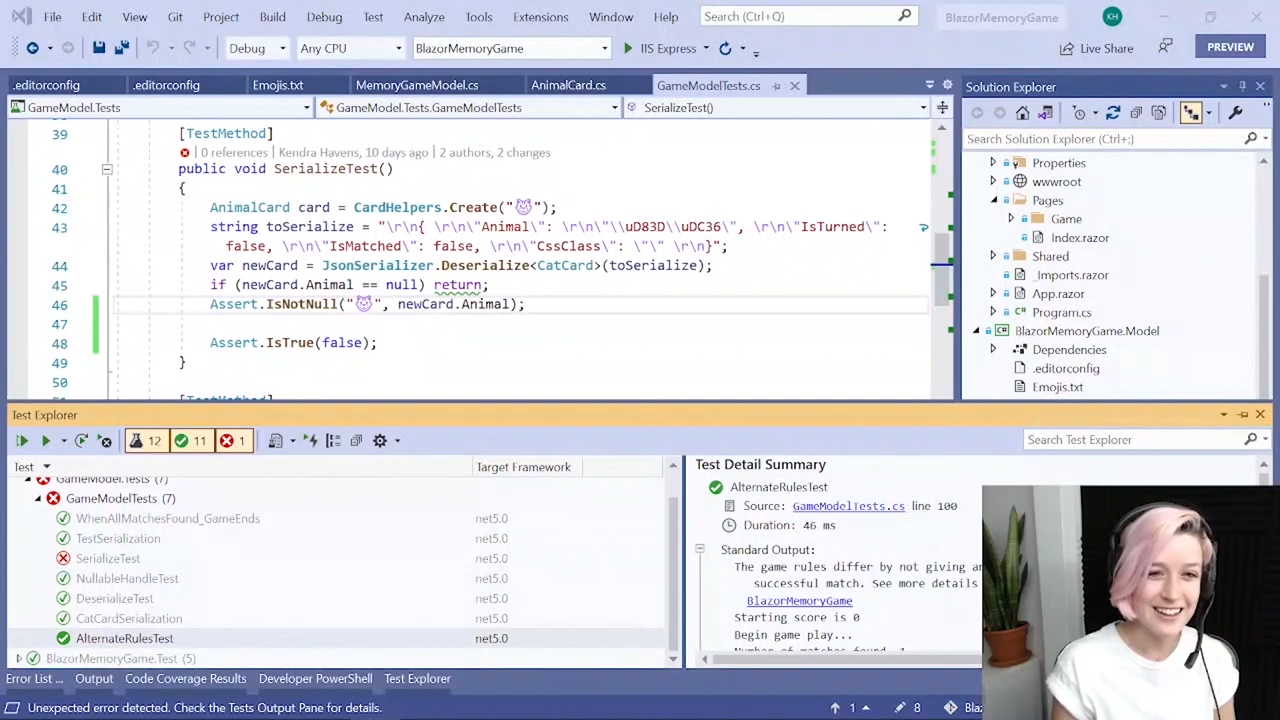 File Edit View Git Project Build Debug Test Analyze Tools Extensions Window Help Search (Ctrl+Q) BlazorMemoryGame KH
Debug Any CPU BlazorMemoryGame IIS Express Live Share PREVIEW
.editorconfig .editorconfig Emojis.txt MemoryGameModel.cs AnimalCard.cs GameModelTests.cs
GameModel.Tests GameModel.Tests.GameModelTests SerializeTest()
39 [TestMethod]
0 references | Kendra Havens, 10 days ago | 2 authors, 2 changes
40 public void SerializeTest()
41 {
42 AnimalCard card = CardHelpers.Create("🐱");
43 string toSerialize = "\r\n{ \r\n\"Animal\": \r\n\"\\uD83D\\uDC36\", \r\n\"IsTurned\":
false, \r\n\"IsMatched\": false, \r\n\"CssClass\": \"\" \r\n}";
44 var newCard = JsonSerializer.Deserialize<CatCard>(toSerialize);
45 if (newCard.Animal == null) return;
46 Assert.IsNotNull("🐱", newCard.Animal);
47
48 Assert.IsTrue(false);
49 }
50
[TestMethod]
Solution Explorer
Search Solution Explorer (Ctrl+;)
Properties
wwwroot
Pages
Game
Index.razor
Shared
_Imports.razor
App.razor
Program.cs
BlazorMemoryGame.Model
Dependencies
.editorconfig
Emojis.txt
Test Explorer
12 11 1 Search Test Explorer
Test Target Framework
GameModel.Tests (7)
GameModelTests (7)
WhenAllMatchesFound_GameEnds net5.0
TestSerialization net5.0
SerializeTest net5.0
NullableHandleTest net5.0
DeserializeTest net5.0
CatCardSerialization net5.0
AlternateRulesTest net5.0
BlazorMemoryGame.Test (5)
Test Detail Summary
AlternateRulesTest
Source: GameModelTests.cs line 100
Duration: 46 ms
Standard Output:
The game rules differ by not giving
successful match. See more details
BlazorMemoryGame
Starting score is 0
Begin game play...
Number of matches found
Error List ... Output Code Coverage Results Developer PowerShell Test Explorer
Unexpected error detected. Check the Tests Output Pane for details. 1 8 Blaz